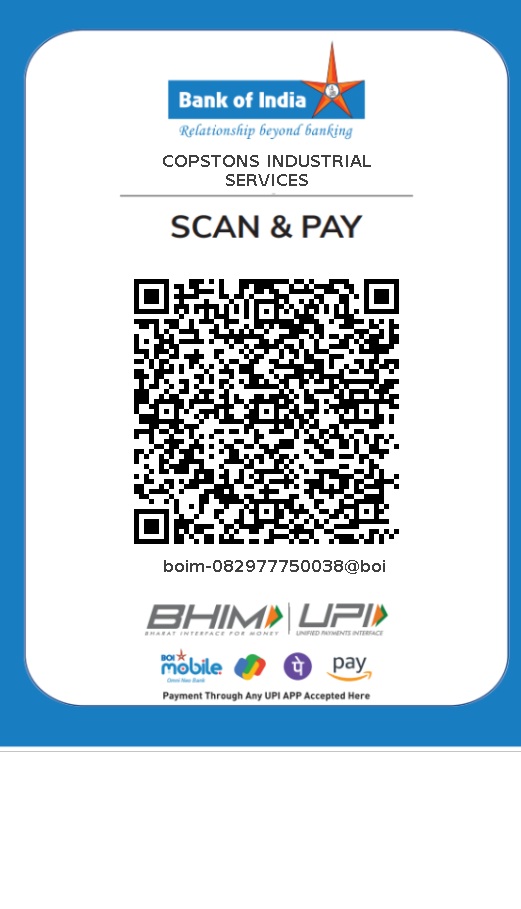 Bank of India
Relationship beyond banking
COPSTONS INDUSTRIAL
SERVICES
SCAN & PAY
boim-082977750038@boi
BHIM UPI
BHARAT INTERFACE FOR MONEY UNIFIED PAYMENTS INTERFACE
BOI
mobile पे pay
Omni Neo Bank
Payment Through Any UPI APP Accepted Here